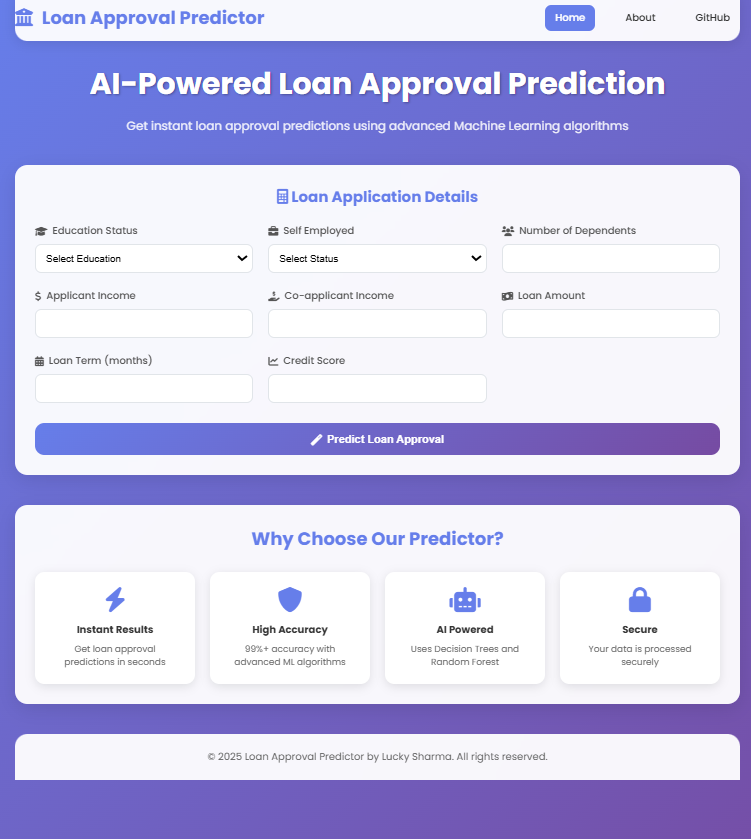 Loan Approval Predictor
Home About GitHub
AI-Powered Loan Approval Prediction
Get instant loan approval predictions using advanced Machine Learning algorithms
Loan Application Details
Education Status Self Employed Number of Dependents
Select Education Select Status
Applicant Income Co-applicant Income Loan Amount
Loan Term (months) Credit Score
Predict Loan Approval
Why Choose Our Predictor?
Instant Results
Get loan approval
predictions in seconds
High Accuracy
99%+ accuracy with
advanced ML algorithms
AI Powered
Uses Decision Trees and
Random Forest
Secure
Your data is processed
securely
© 2025 Loan Approval Predictor by Lucky Sharma. All rights reserved.